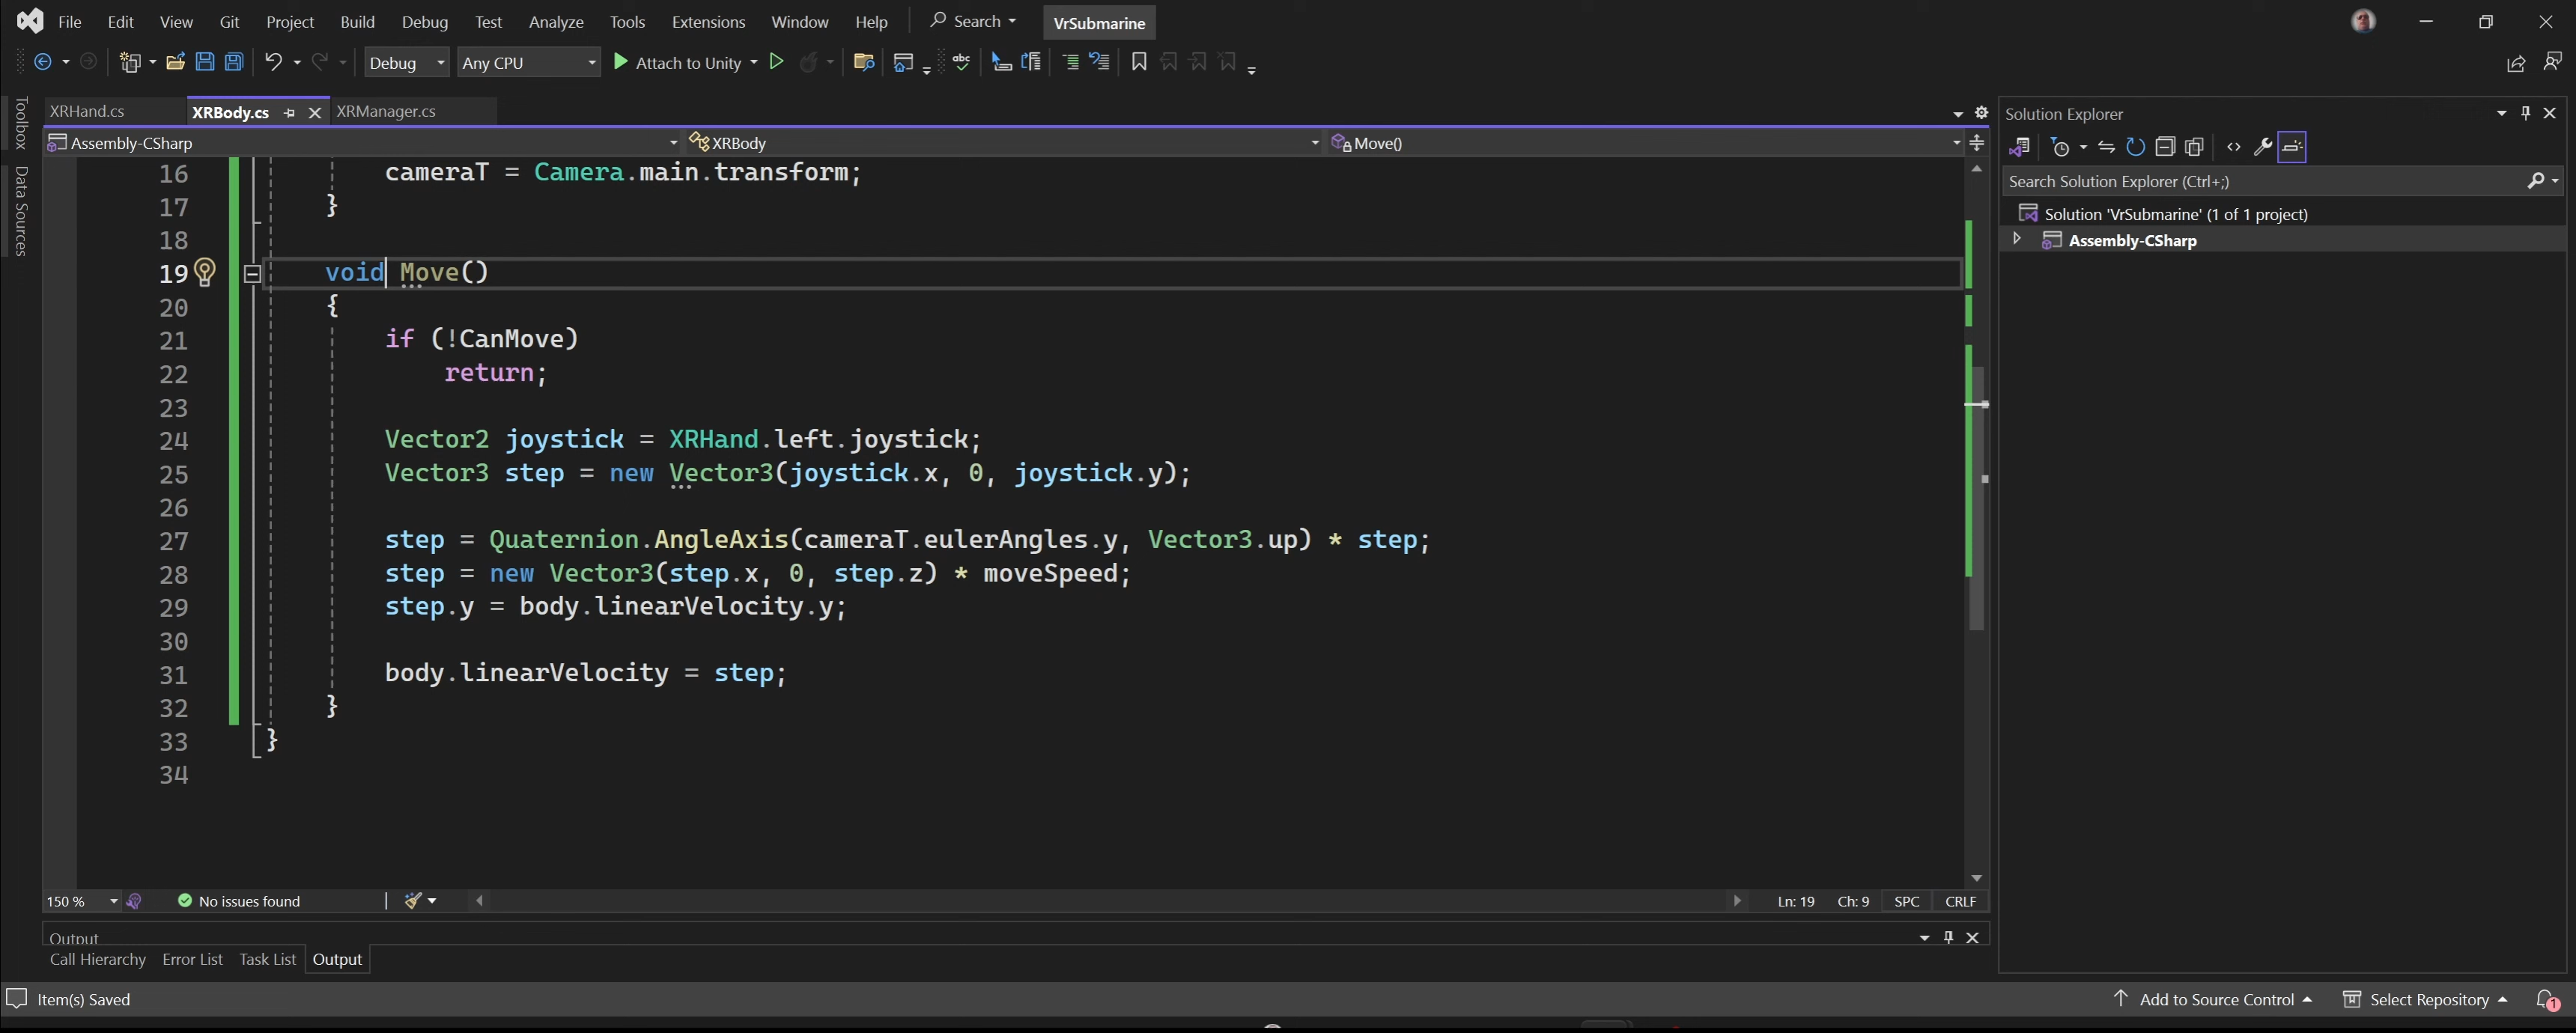 File Edit View Git Project Build Debug Test Analyze Tools Extensions Window Help Search VrSubmarine
Debug Any CPU Attach to Unity
Toolbox
Data Sources
XRHand.cs XRBody.cs XRManager.cs
Assembly-CSharp XRBody Move()
16 cameraT = Camera.main.transform;
17 }
18
19 void Move()
20 {
21 if (!CanMove)
22 return;
23
24 Vector2 joystick = XRHand.left.joystick;
25 Vector3 step = new Vector3(joystick.x, 0, joystick.y);
26
27 step = Quaternion.AngleAxis(cameraT.eulerAngles.y, Vector3.up) * step;
28 step = new Vector3(step.x, 0, step.z) * moveSpeed;
29 step.y = body.linearVelocity.y;
30
31 body.linearVelocity = step;
32 }
33 }
34
150 % No issues found Ln: 19 Ch: 9 SPC CRLF
Output
Call Hierarchy Error List Task List Output
Item(s) Saved Add to Source Control Select Repository 1
Solution Explorer
Search Solution Explorer (Ctrl+;)
Solution 'VrSubmarine' (1 of 1 project)
Assembly-CSharp